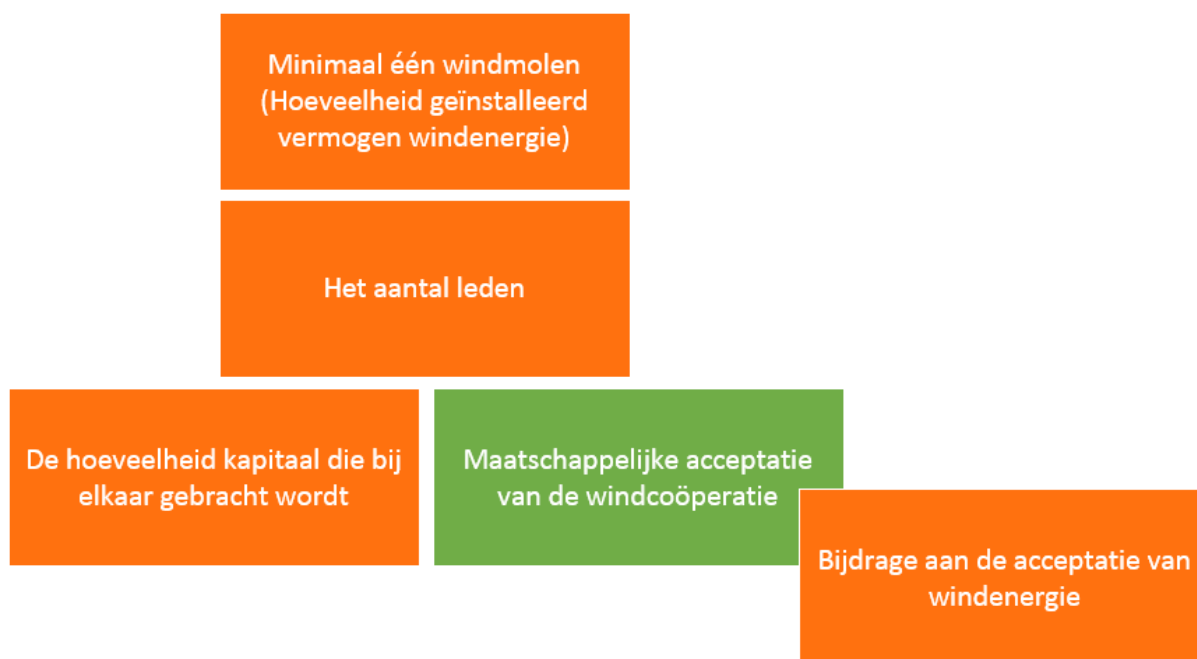 Minimaal één windmolen
(Hoeveelheid geïnstalleerd
vermogen windenergie)
Het aantal leden
De hoeveelheid kapitaal die bij
elkaar gebracht wordt
Maatschappelijke acceptatie
van de windcoöperatie
Bijdrage aan de acceptatie van
windenergie